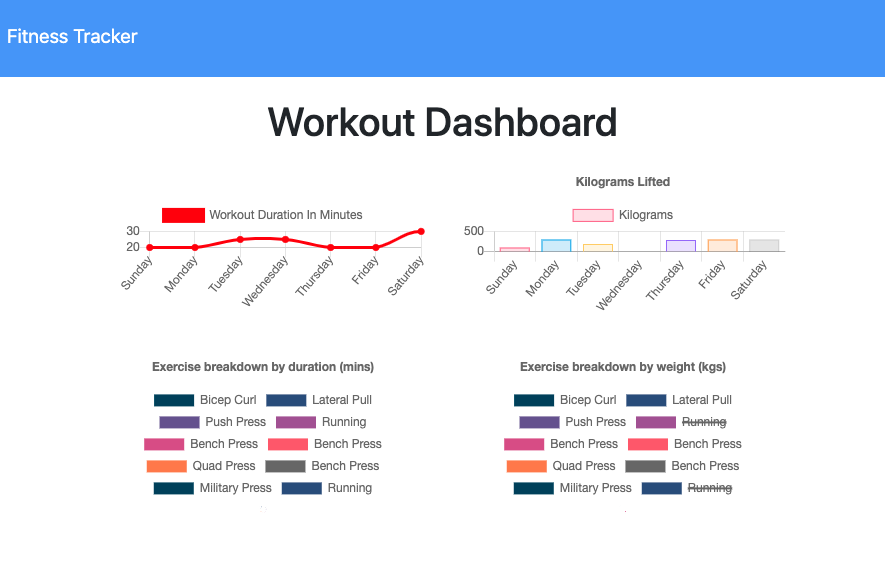 Fitness Tracker
Workout Dashboard
Workout Duration In Minutes
30
20
Sunday Monday Tuesday Wednesday Thursday Friday Saturday
Kilograms Lifted
Kilograms
500
0
Sunday Monday Tuesday Wednesday Thursday Friday Saturday
Exercise breakdown by duration (mins)
Bicep Curl Lateral Pull
Push Press Running
Bench Press Bench Press
Quad Press Bench Press
Military Press Running
Exercise breakdown by weight (kgs)
Bicep Curl Lateral Pull
Push Press Running
Bench Press Bench Press
Quad Press Bench Press
Military Press Running